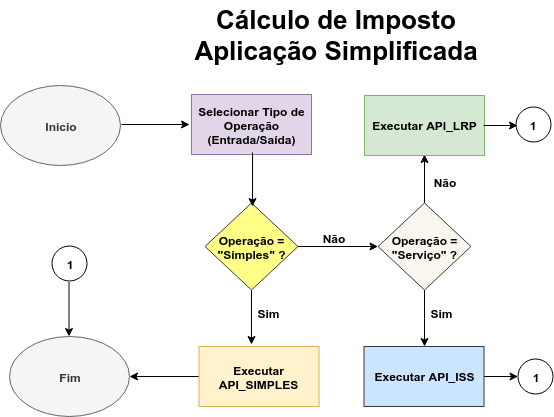 Cálculo de Imposto
Aplicação Simplificada
Inicio
Selecionar Tipo de
Operação
(Entrada/Saída)
Executar API_LRP
1
Não
Operação =
"Simples" ?
Não
Operação =
"Serviço" ?
1
Sim
Sim
Fim
Executar
API_SIMPLES
Executar API_ISS
1